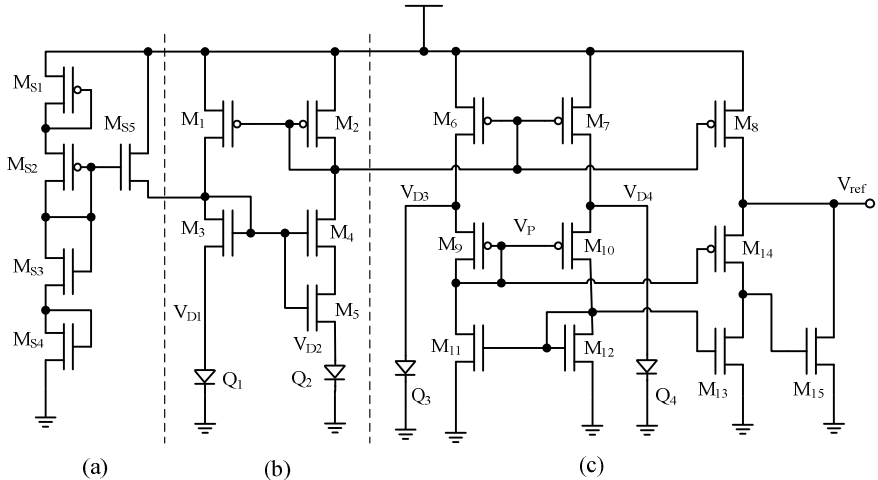 M_S1
M_S5
M_S2
M_S3
M_S4
M_1
M_2
M_3
M_4
M_5
V_D1
V_D2
Q_1
Q_2
M_6
M_7
M_8
V_D3
V_P
V_D4
V_ref
M_9
M_10
M_14
M_11
M_12
M_13
M_15
Q_3
Q_4
(a)
(b)
(c)